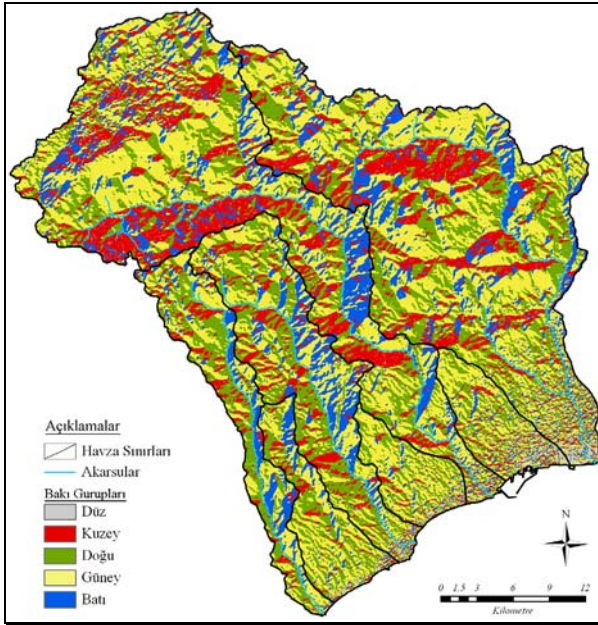 Açıklamalar
Havza Sınırları
Akarsular
Bakı Gurupları
Düz
Kuzey
Doğu
Güney
Batı
N
0 1.5 3 6 9 12
Kilometre